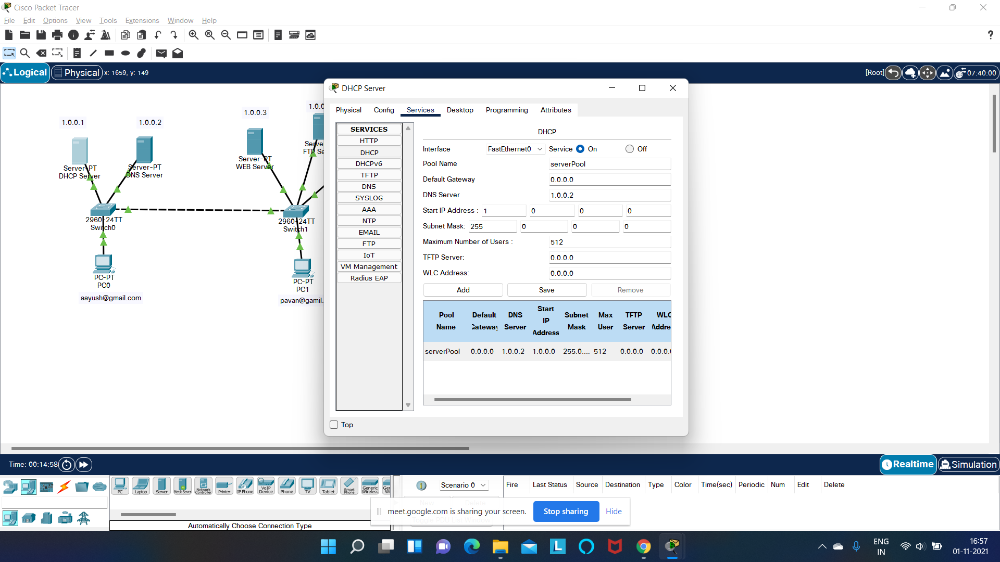 Cisco Packet Tracer
File Edit Options View Tools Extensions Window Help
Logical Physical x: 1659, y: 149
[Root] 07:40:00
1.0.0.1
1.0.0.2
1.0.0.3
1.0.0
Server-PT
DHCP Server
Server-PT
DNS Server
Server-PT
WEB Server
Serve
FTP Se
2960-24TT
Switch0
2960-24TT
Switch1
PC-PT
PC0
aayush@gmail.com
PC-PT
PC1
pavan@gamil.
DHCP Server
Physical Config Services Desktop Programming Attributes
SERVICES
HTTP
DHCP
DHCPv6
TFTP
DNS
SYSLOG
AAA
NTP
EMAIL
FTP
IoT
VM Management
Radius EAP
DHCP
Interface FastEthernet0 Service On Off
Pool Name serverPool
Default Gateway 0.0.0.0
DNS Server 1.0.0.2
Start IP Address : 1 0 0 0
Subnet Mask: 255 0 0 0
Maximum Number of Users : 512
TFTP Server: 0.0.0.0
WLC Address: 0.0.0.0
Add Save Remove
Pool Name Default Gateway DNS Server Start IP Address Subnet Mask Max User TFTP Server WLC Addre
serverPool 0.0.0.0 1.0.0.2 1.0.0.0 255.0.... 512 0.0.0.0 0.0.0.
Top
Time: 00:14:58
Realtime Simulation
PC Laptop Server Meraki Server Network Controller Printer IP Phone VoIP Device Phone TV Tablet Smart Phone Generic Wireless Gen Wi
Automatically Choose Connection Type
Scenario 0
New Delete
Toggle PDU List Window
Fire Last Status Source Destination Type Color Time(sec) Periodic Num Edit Delete
meet.google.com is sharing your screen. Stop sharing Hide
ENG
IN
16:57
01-11-2021